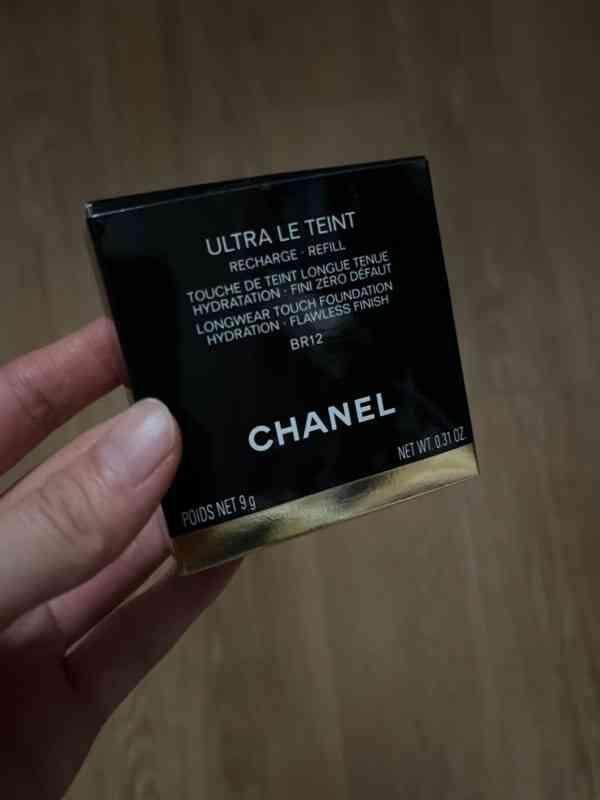 ULTRA LE TEINT
RECHARGE · REFILL
TOUCHE DE TEINT LONGUE TENUE
HYDRATATION · FINI ZÉRO DÉFAUT
LONGWEAR TOUCH FOUNDATION
HYDRATION · FLAWLESS FINISH
BR12
CHANEL
POIDS NET 9 g
NET WT. 0.31 OZ.